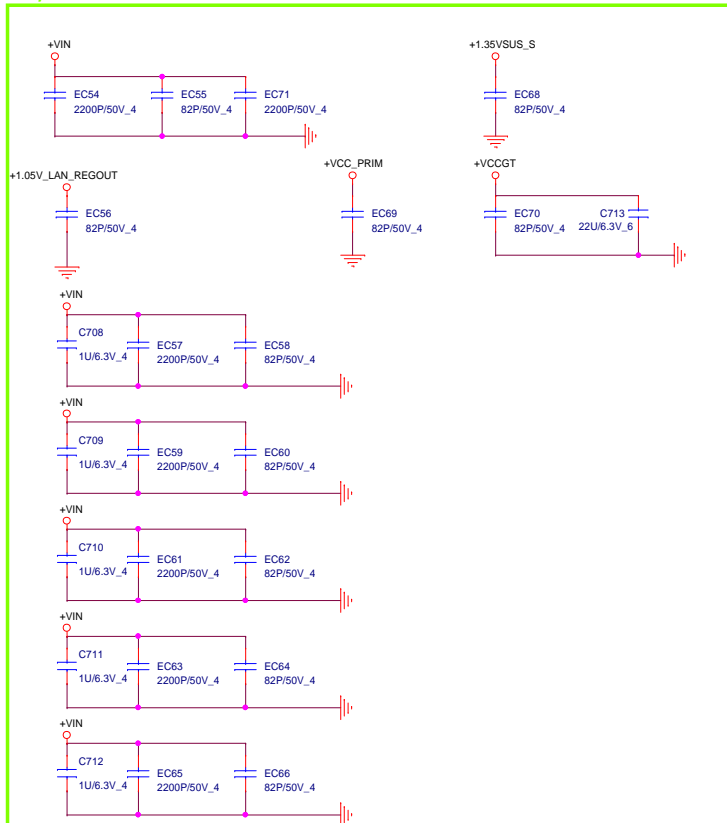 +VIN
EC54
2200P/50V_4
EC55
82P/50V_4
EC71
2200P/50V_4
+1.35VSUS_S
EC68
82P/50V_4
+1.05V_LAN_REGOUT
EC56
82P/50V_4
+VCC_PRIM
EC69
82P/50V_4
+VCCGT
EC70
82P/50V_4
C713
22U/6.3V_6
+VIN
C708
1U/6.3V_4
EC57
2200P/50V_4
EC58
82P/50V_4
+VIN
C709
1U/6.3V_4
EC59
2200P/50V_4
EC60
82P/50V_4
+VIN
C710
1U/6.3V_4
EC61
2200P/50V_4
EC62
82P/50V_4
+VIN
C711
1U/6.3V_4
EC63
2200P/50V_4
EC64
82P/50V_4
+VIN
C712
1U/6.3V_4
EC65
2200P/50V_4
EC66
82P/50V_4